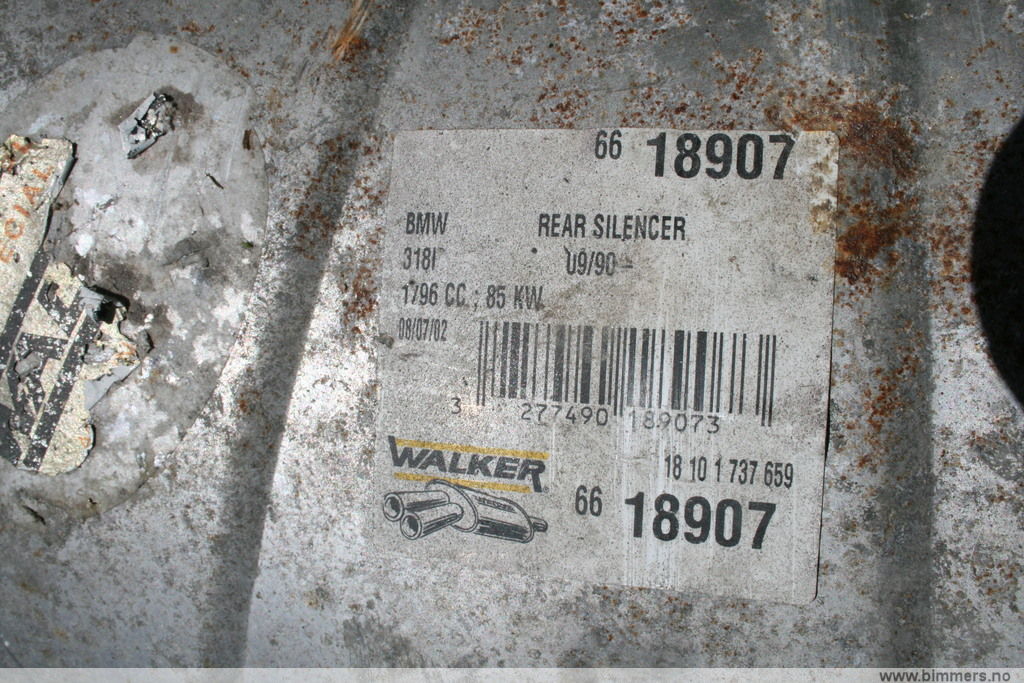 66 18907
BMW REAR SILENCER
318I 09/90 -
1796 CC ; 85 KW
08/07/02
3 277490 189073
WALKER
18 10 1 737 659
66 18907
www.bimmers.no